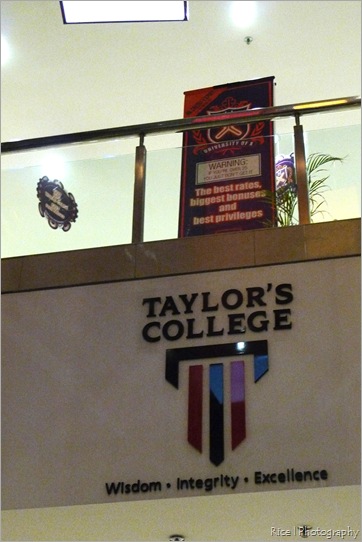 UNIVERSITY OF
WARNING:
The best rates,
biggest bonuses
and
best privileges
TAYLOR'S
COLLEGE
Wisdom • Integrity • Excellence
Rice | Photography